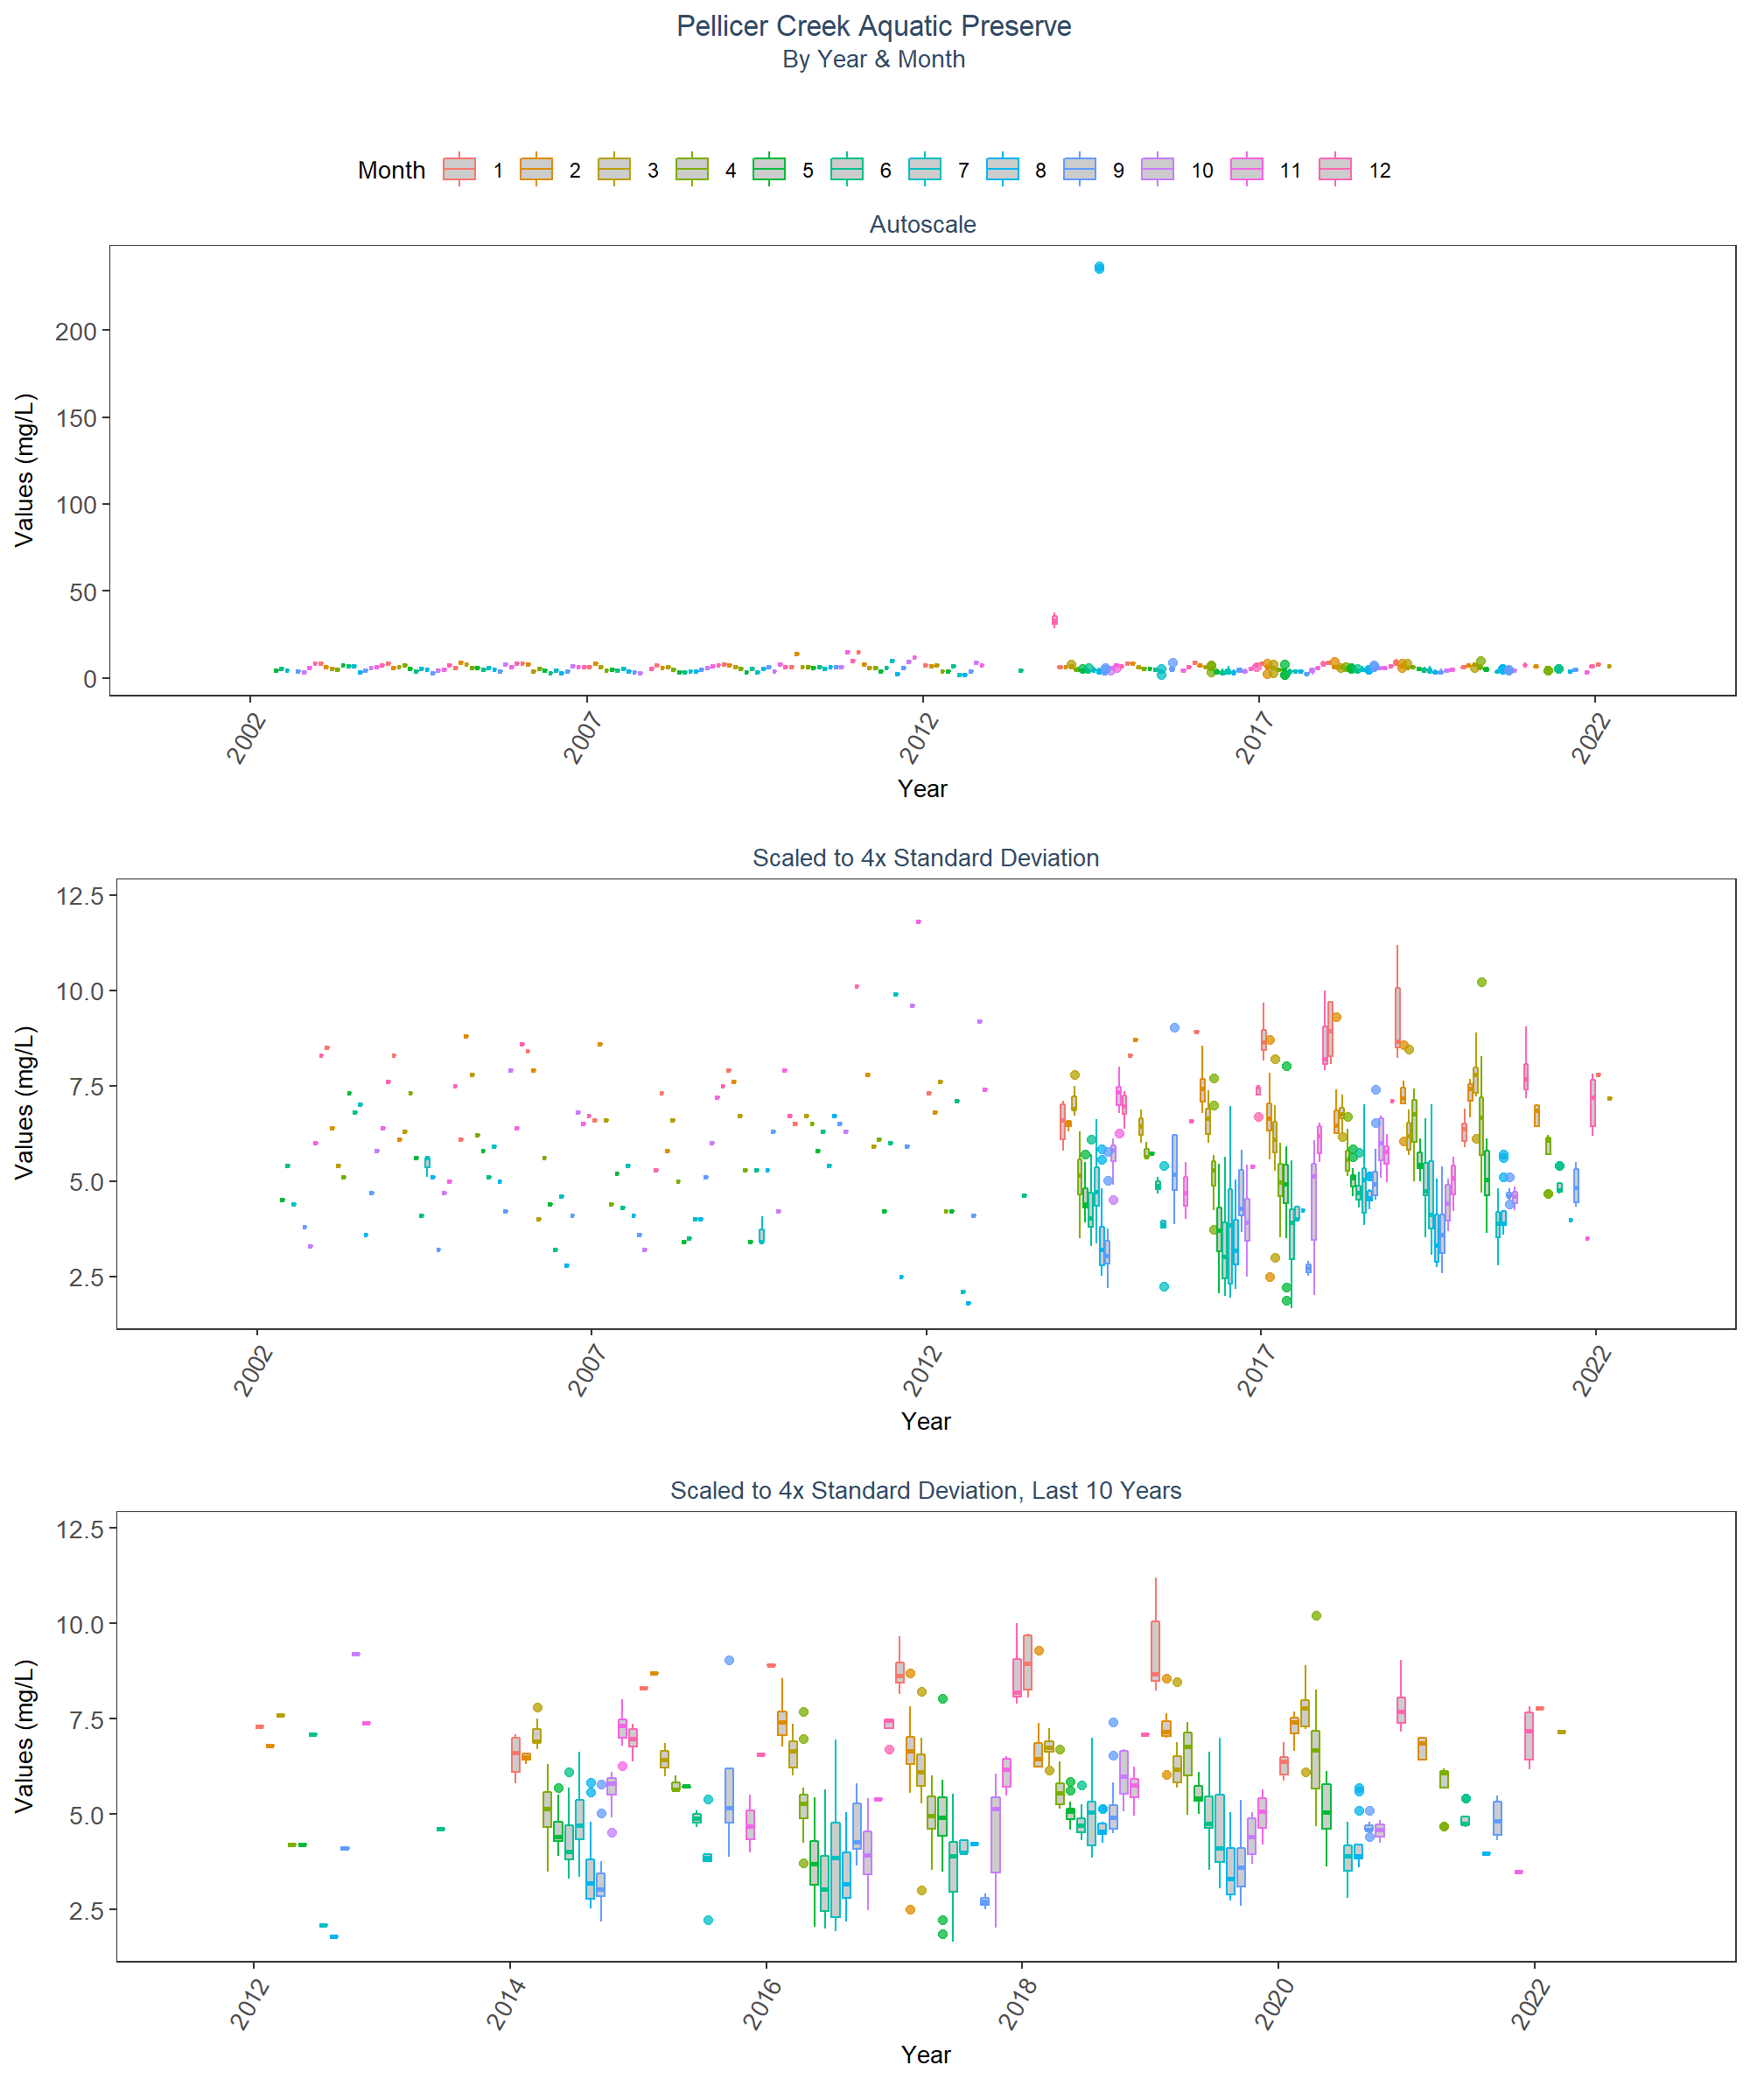 Pellicer Creek Aquatic Preserve
By Year & Month
Month 1 2 3 4 5 6 7 8 9 10 11 12
Autoscale
Values (mg/L)
200
150
100
50
0
2002 2007 2012 2017 2022
Year
Scaled to 4x Standard Deviation
Values (mg/L)
12.5
10.0
7.5
5.0
2.5
2002 2007 2012 2017 2022
Year
Scaled to 4x Standard Deviation, Last 10 Years
Values (mg/L)
12.5
10.0
7.5
5.0
2.5
2012 2014 2016 2018 2020 2022
Year